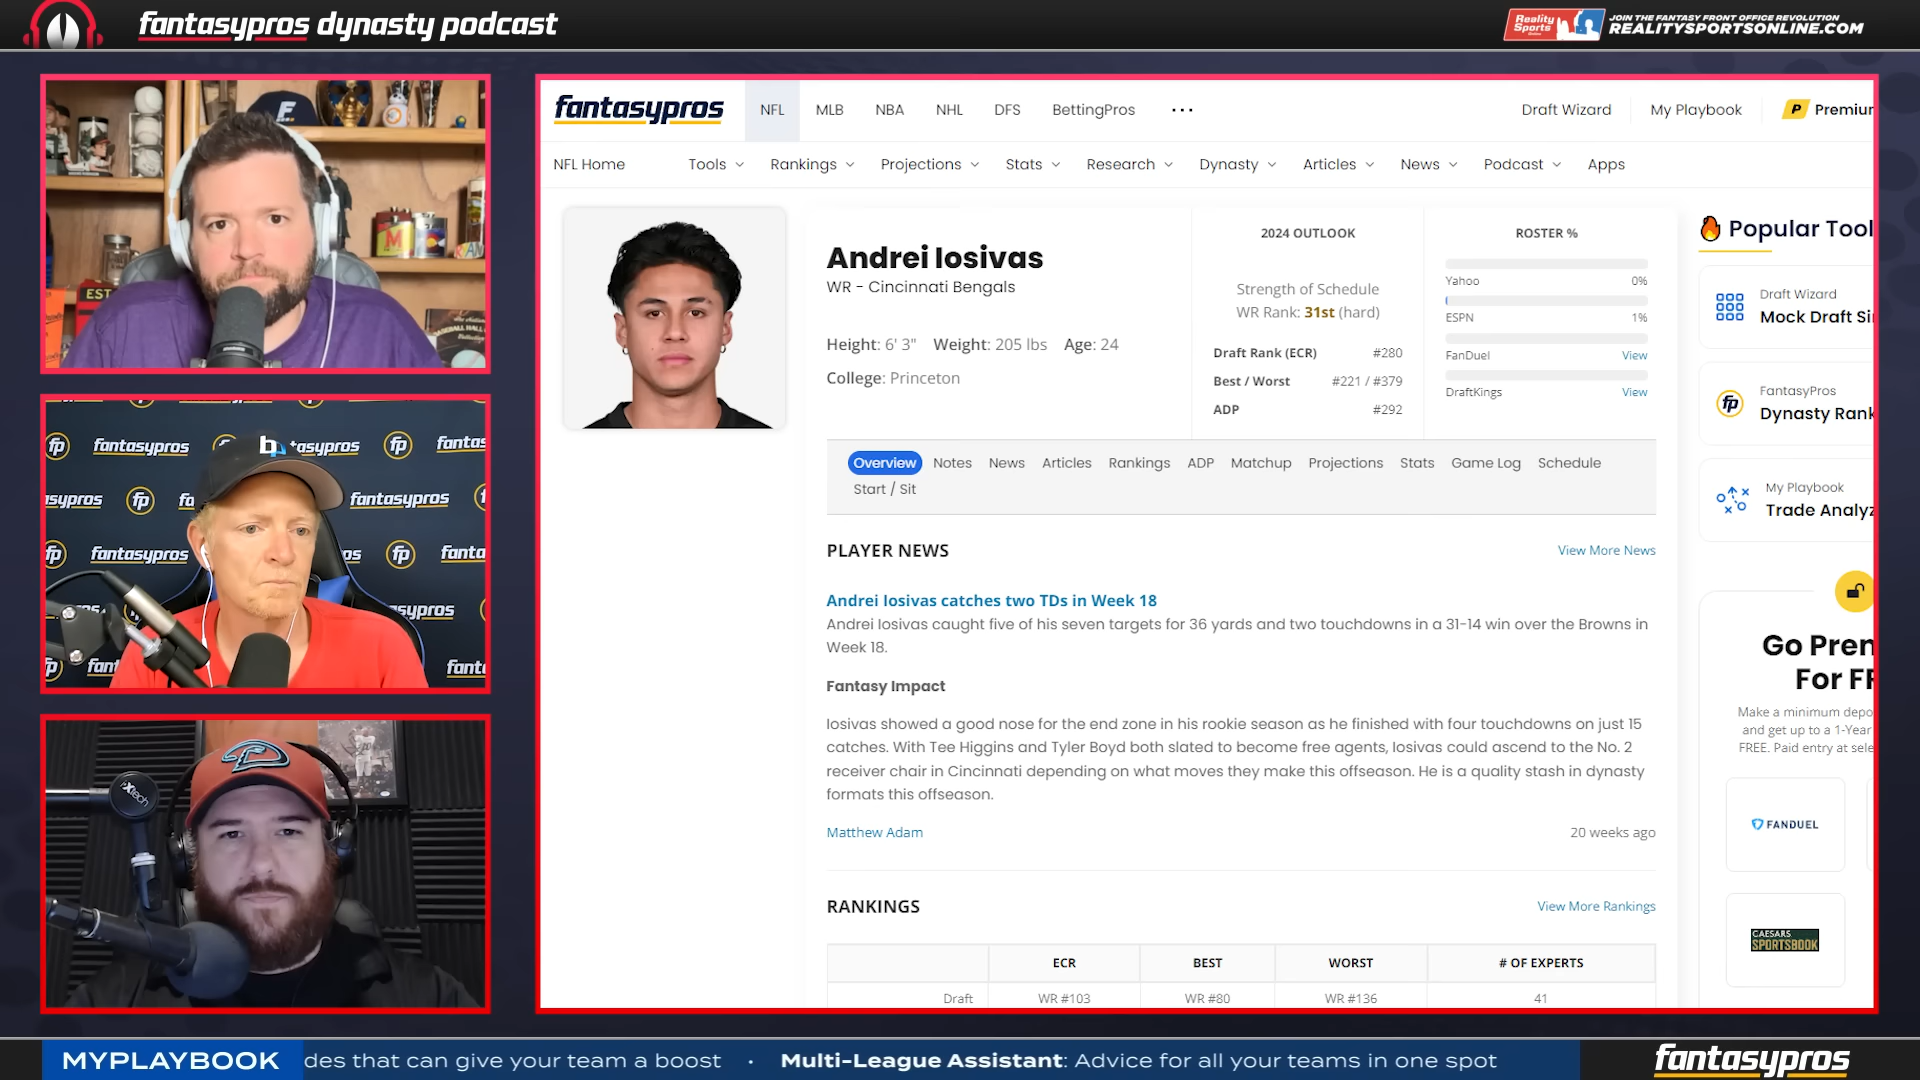 fantasypros dynasty podcast
Reality Sports Online
JOIN THE FANTASY FRONT OFFICE REVOLUTION
REALITYSPORTSONLINE.COM
fantasypros
NFL
MLB
NBA
NHL
DFS
BettingPros
...
Draft Wizard
My Playbook
P
NFL Home
Tools
Rankings
Projections
Stats
Research
Dynasty
Articles
News
Podcast
Apps
Andrei Iosivas
WR - Cincinnati Bengals
Height: 6' 3" Weight: 205 lbs Age: 24
College: Princeton
2024 OUTLOOK
Strength of Schedule
WR Rank: 31st (hard)
Draft Rank (ECR) #280
Best / Worst #221 / #379
ADP #292
ROSTER %
Yahoo 0%
ESPN 1%
FanDuel View
DraftKings View
Popular Tool
Draft Wizard
Mock Draft Si
fp
FantasyPros
Dynasty Rank
My Playbook
Trade Analyz
Overview Notes News Articles Rankings ADP Matchup Projections Stats Game Log Schedule
Start / Sit
PLAYER NEWS
View More News
Andrei Iosivas catches two TDs in Week 18
Andrei Iosivas caught five of his seven targets for 36 yards and two touchdowns in a 31-14 win over the Browns in
Week 18.
Fantasy Impact
Iosivas showed a good nose for the end zone in his rookie season as he finished with four touchdowns on just 15
catches. With Tee Higgins and Tyler Boyd both slated to become free agents, Iosivas could ascend to the No. 2
receiver chair in Cincinnati depending on what moves they make this offseason. He is a quality stash in dynasty
formats this offseason.
Matthew Adam
20 weeks ago
RANKINGS
View More Rankings
ECR BEST WORST # OF EXPERTS
Draft WR #103 WR #80 WR #136 41
Go Prem
For FR
Make a minimum depo
and get up to a 1-Year
FREE. Paid entry at sele
FANDUEL
CAESARS
SPORTSBOOK
MYPLAYBOOK
des that can give your team a boost • Multi-League Assistant: Advice for all your teams in one spot
fantasypros